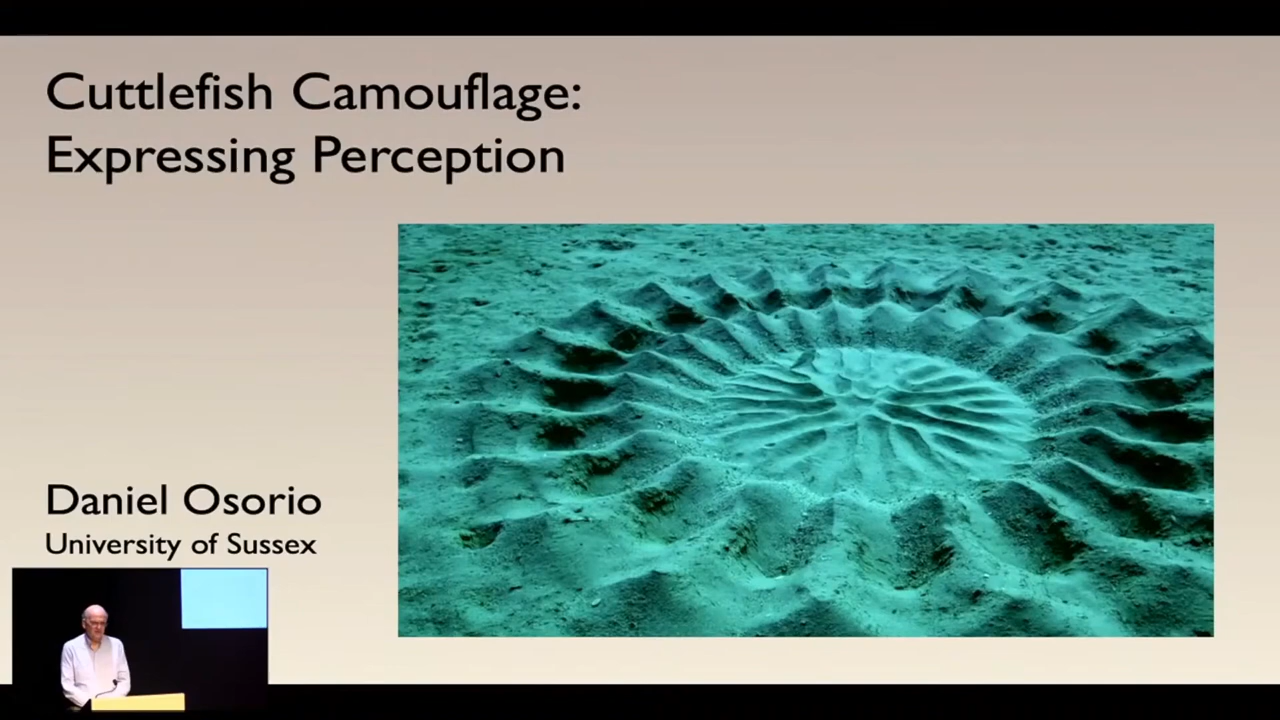 Cuttlefish Camouflage:
Expressing Perception
Daniel Osorio
University of Sussex